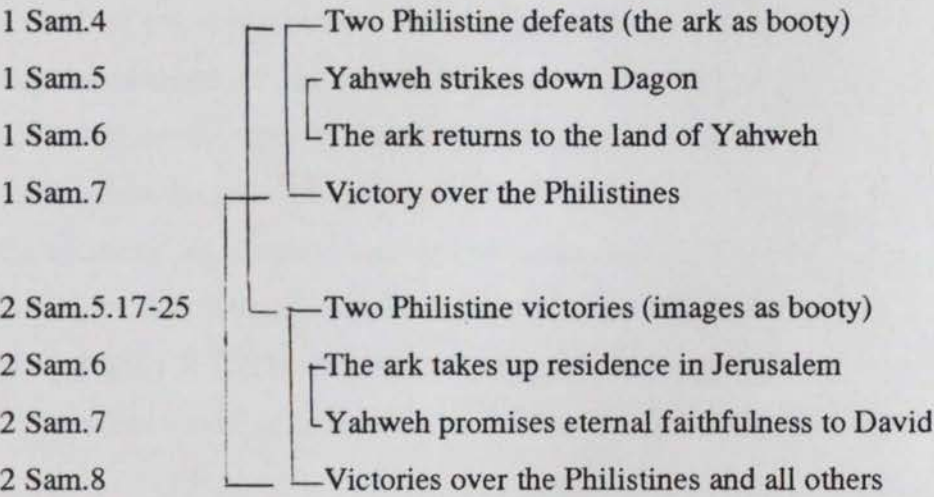 1 Sam.4 Two Philistine defeats (the ark as booty)
1 Sam.5 Yahweh strikes down Dagon
1 Sam.6 The ark returns to the land of Yahweh
1 Sam.7 Victory over the Philistines
2 Sam.5.17-25 Two Philistine victories (images as booty)
2 Sam.6 The ark takes up residence in Jerusalem
2 Sam.7 Yahweh promises eternal faithfulness to David
2 Sam.8 Victories over the Philistines and all others